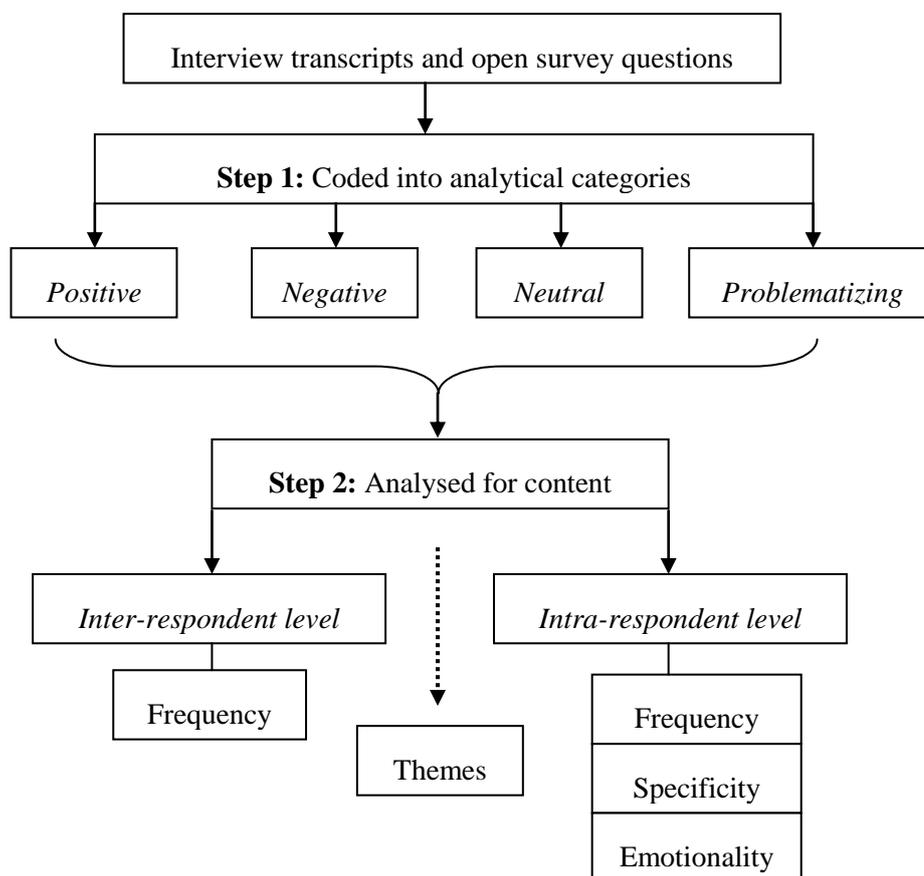 Interview transcripts and open survey questions
Step 1: Coded into analytical categories
Positive
Negative
Neutral
Problematizing
Step 2: Analysed for content
Inter-respondent level
Intra-respondent level
Frequency
Themes
Frequency
Specificity
Emotionality